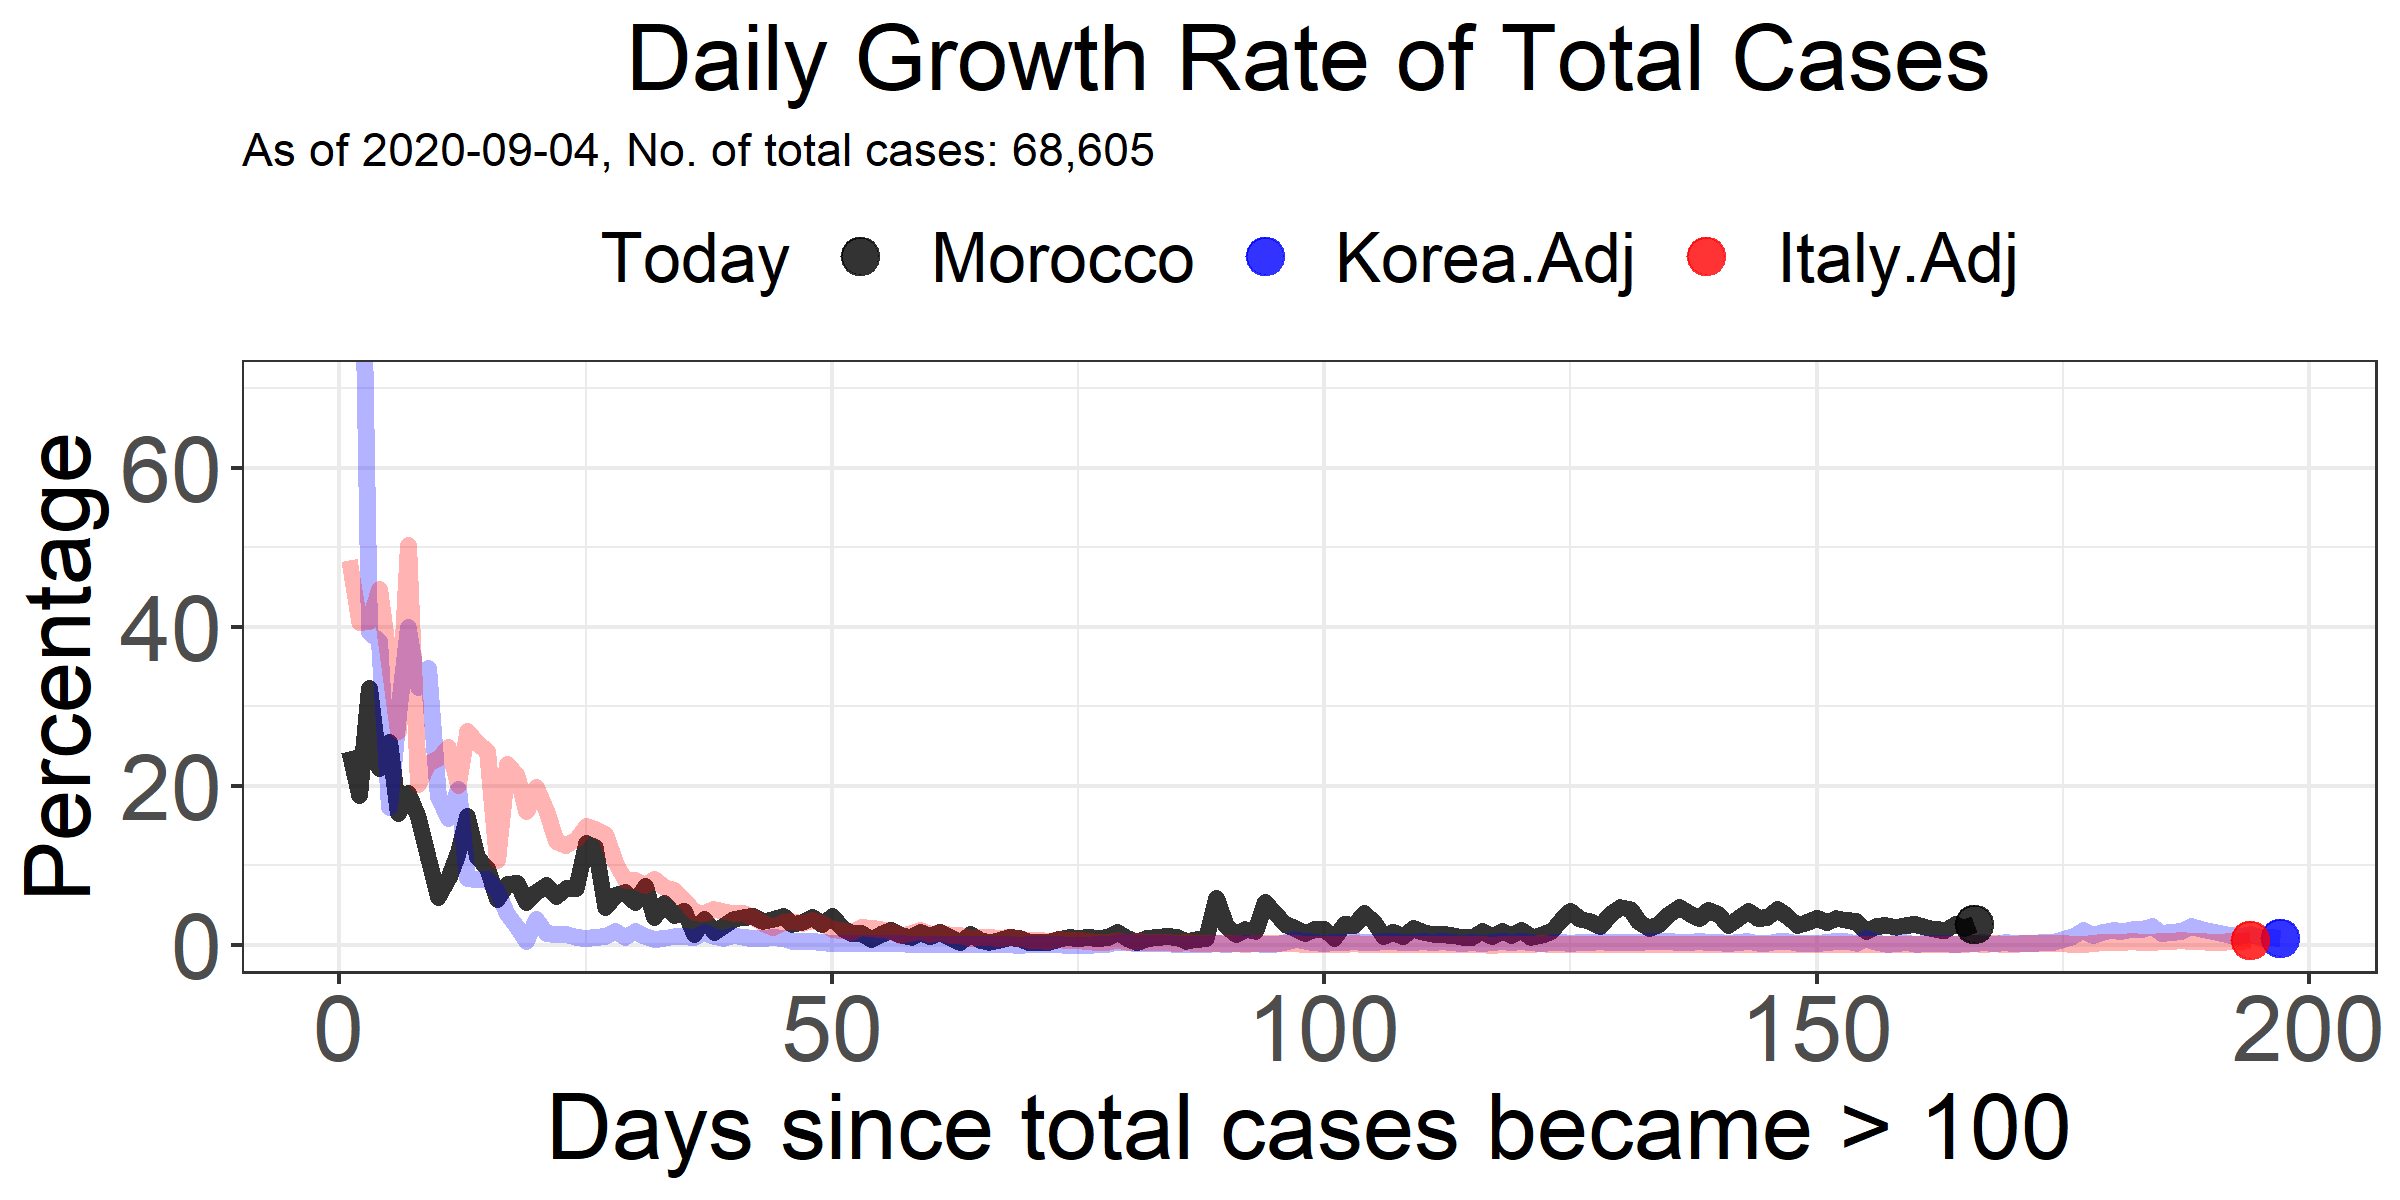 Daily Growth Rate of Total Cases
As of 2020-09-04, No. of total cases: 68,605
Today Morocco Korea.Adj Italy.Adj
Percentage
60
40
20
0
0 50 100 150 200
Days since total cases became > 100